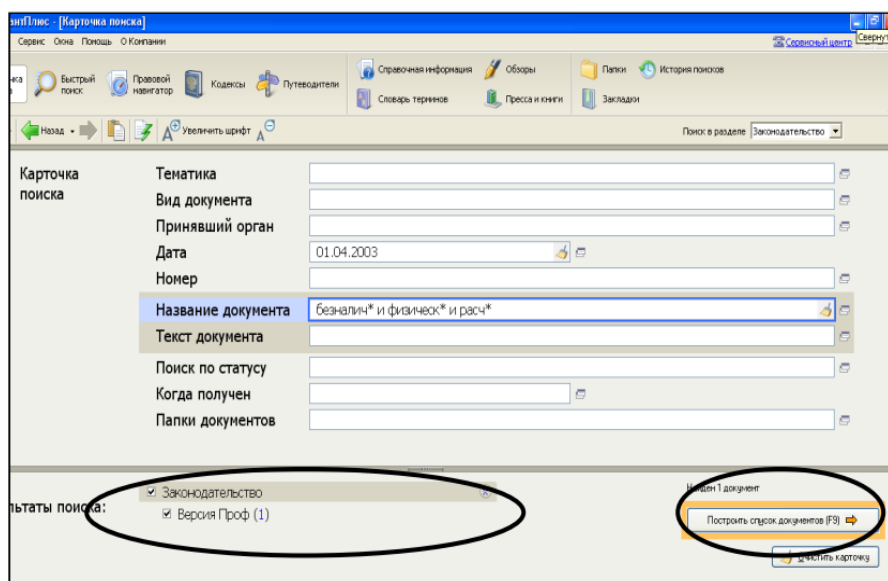 антПлюс - [Карточка поиска]
Сервис Окна Помощь О Компании
Сервисный центр
Сверну
Быстрый поиск
Правовой навигатор
Кодексы
Путеводители
Справочная информация
Словарь терминов
Обзоры
Пресса и книги
Папки
Закладки
История поисков
Назад
Увеличить шрифт
Поиск в разделе Законодательство
Карточка поиска
Тематика
Вид документа
Принявший орган
Дата 01.04.2003
Номер
Название документа безналич* и физическ* и расч*
Текст документа
Поиск по статусу
Когда получен
Папки документов
льтаты поиска:
Законодательство
Версия Проф (1)
Найден 1 документ
Построить список документов (F9)
Очистить карточку